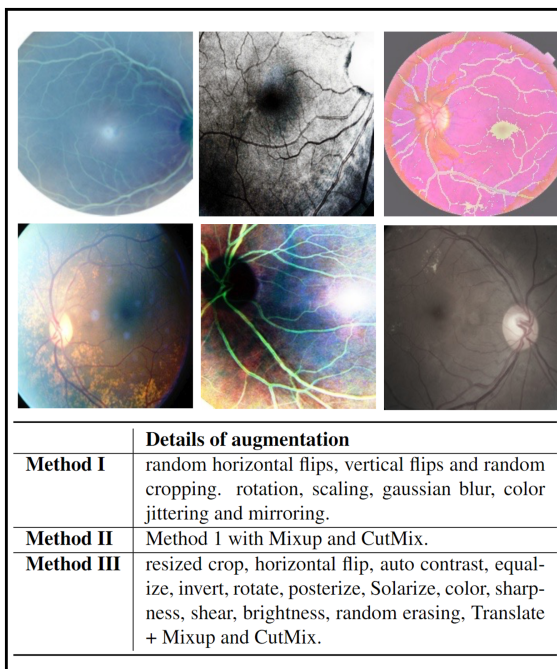 Details of augmentation
Method I random horizontal flips, vertical flips and random
cropping. rotation, scaling, gaussian blur, color
jittering and mirroring.
Method II Method 1 with Mixup and CutMix.
Method III resized crop, horizontal flip, auto contrast, equal-
ize, invert, rotate, posterize, Solarize, color, sharp-
ness, shear, brightness, random erasing, Translate
+ Mixup and CutMix.